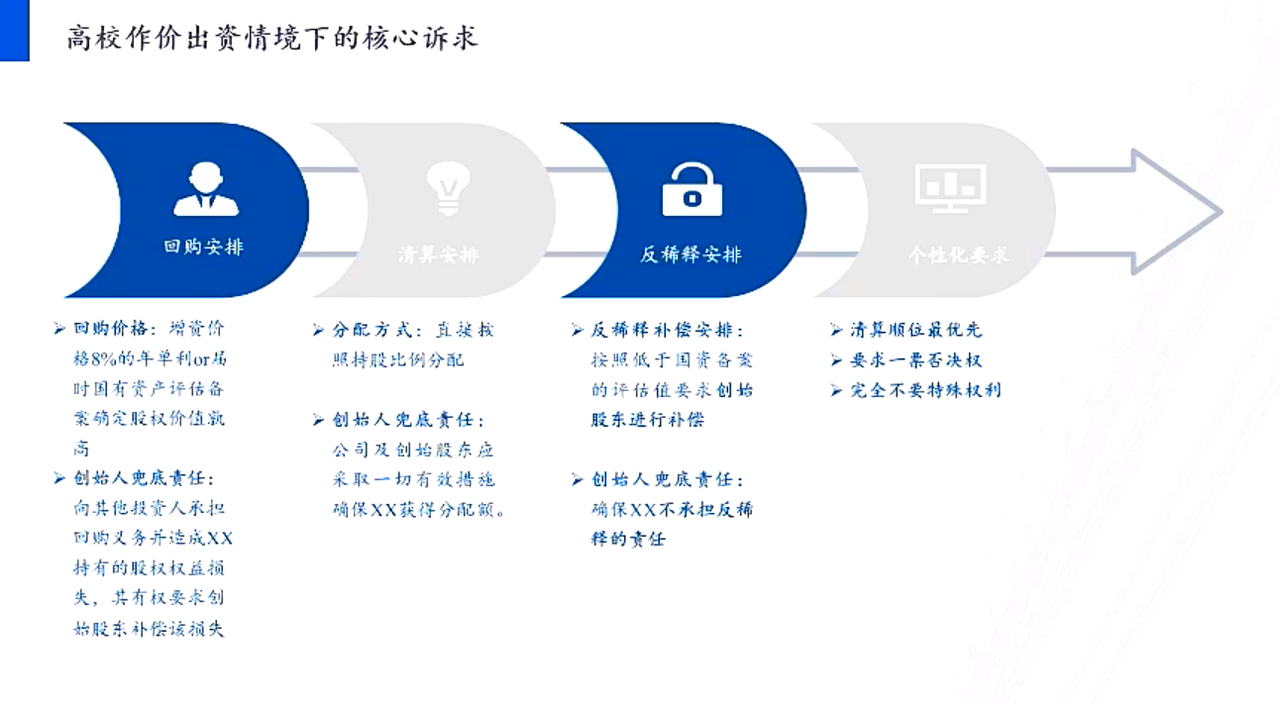 高校作价出资情境下的核心诉求
回购安排
清算安排
反稀释安排
个性化要求
➢ 回购价格：增资价
格8%的年单利or届
时国有资产评估备
案确定股权价值孰
高
➢ 创始人兜底责任：
向其他投资人承担
回购义务并造成XX
持有的股权权益损
失，其有权要求创
始股东补偿该损失
➢ 分配方式：直接按
照持股比例分配
➢ 创始人兜底责任：
公司及创始股东应
采取一切有效措施
确保XX获得分配额。
➢ 反稀释补偿安排：
按照低于国资备案
的评估值要求创始
股东进行补偿
➢ 创始人兜底责任：
确保XX不承担反稀
释的责任
➢ 清算顺位最优先
➢ 要求一票否决权
➢ 完全不要特殊权利